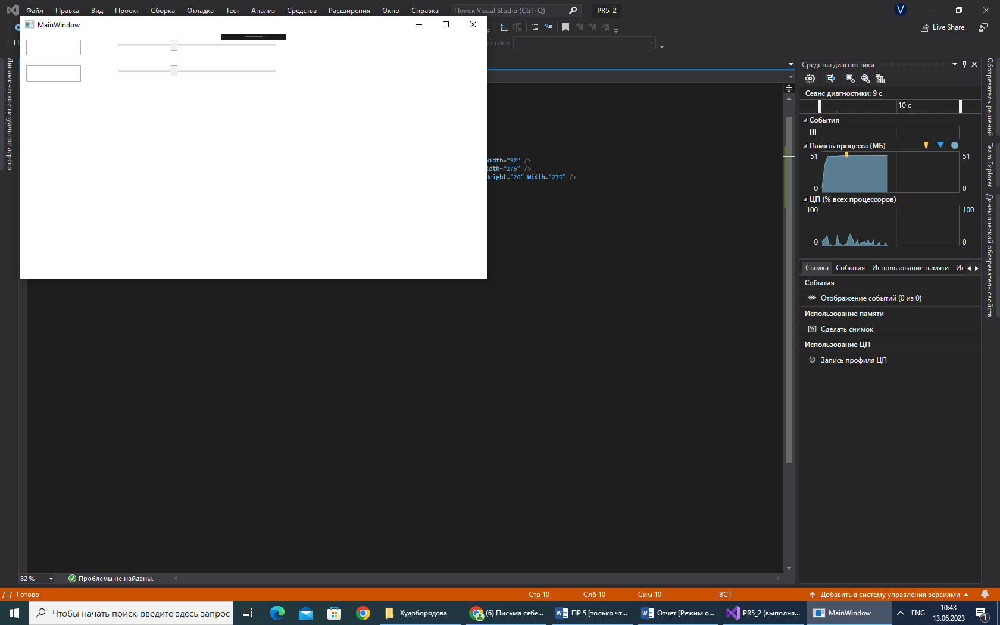 Файл Правка Вид Проект Сборка Отладка Тест Анализ Средства Расширения Окно Справка Поиск Visual Studio (Ctrl+Q) PR5_2 V
MainWindow
Live Share
стека:
Динамическое визуальное дерево
Width="92" />
Width="275" />
Height="26" Width="275" />
Средства диагностики
Сеанс диагностики: 9 с
10 с
События
Память процесса (МБ)
51 51
0 0
ЦП (% всех процессоров)
100 100
0 0
Сводка События Использование памяти Ис
События
Отображение событий (0 из 0)
Использование памяти
Сделать снимок
Использование ЦП
Запись профиля ЦП
Обозреватель решений
Team Explorer
Динамический обозреватель свойств
82 % Проблемы не найдены.
Готово Стр 10 Слб 10 Сим 10 ВСТ Добавить в систему управления версиями
Чтобы начать поиск, введите здесь запрос Худобородова (6) Письма себе... ПР 5 [только чт... Отчёт [Режим о... PR5_2 (выполня... MainWindow ENG 10:43
13.06.2023 1